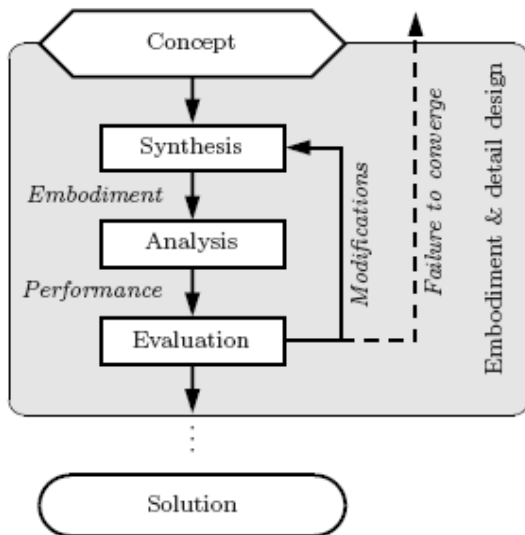 Concept
Synthesis
Embodiment
Analysis
Performance
Evaluation
Modifications
Failure to converge
Embodiment & detail design
Solution